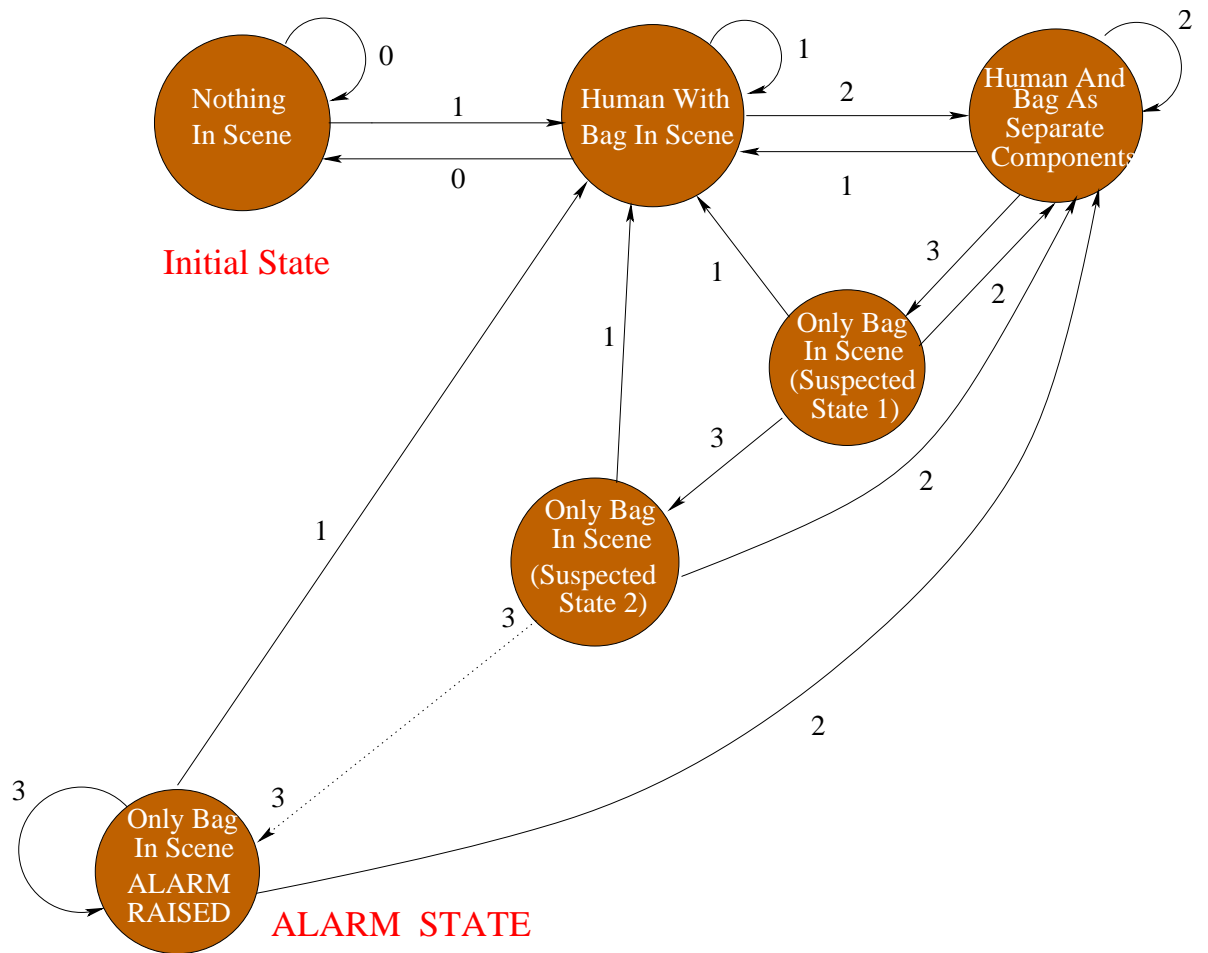 0
1
2
Nothing
In Scene
1
0
Human With
Bag In Scene
2
1
Human And
Bag As
Separate
Components
Initial State
1
3
2
1
Only Bag
In Scene
(Suspected
State 1)
3
2
Only Bag
In Scene
(Suspected
State 2)
1
3
2
3
3
Only Bag
In Scene
ALARM
RAISED
ALARM STATE